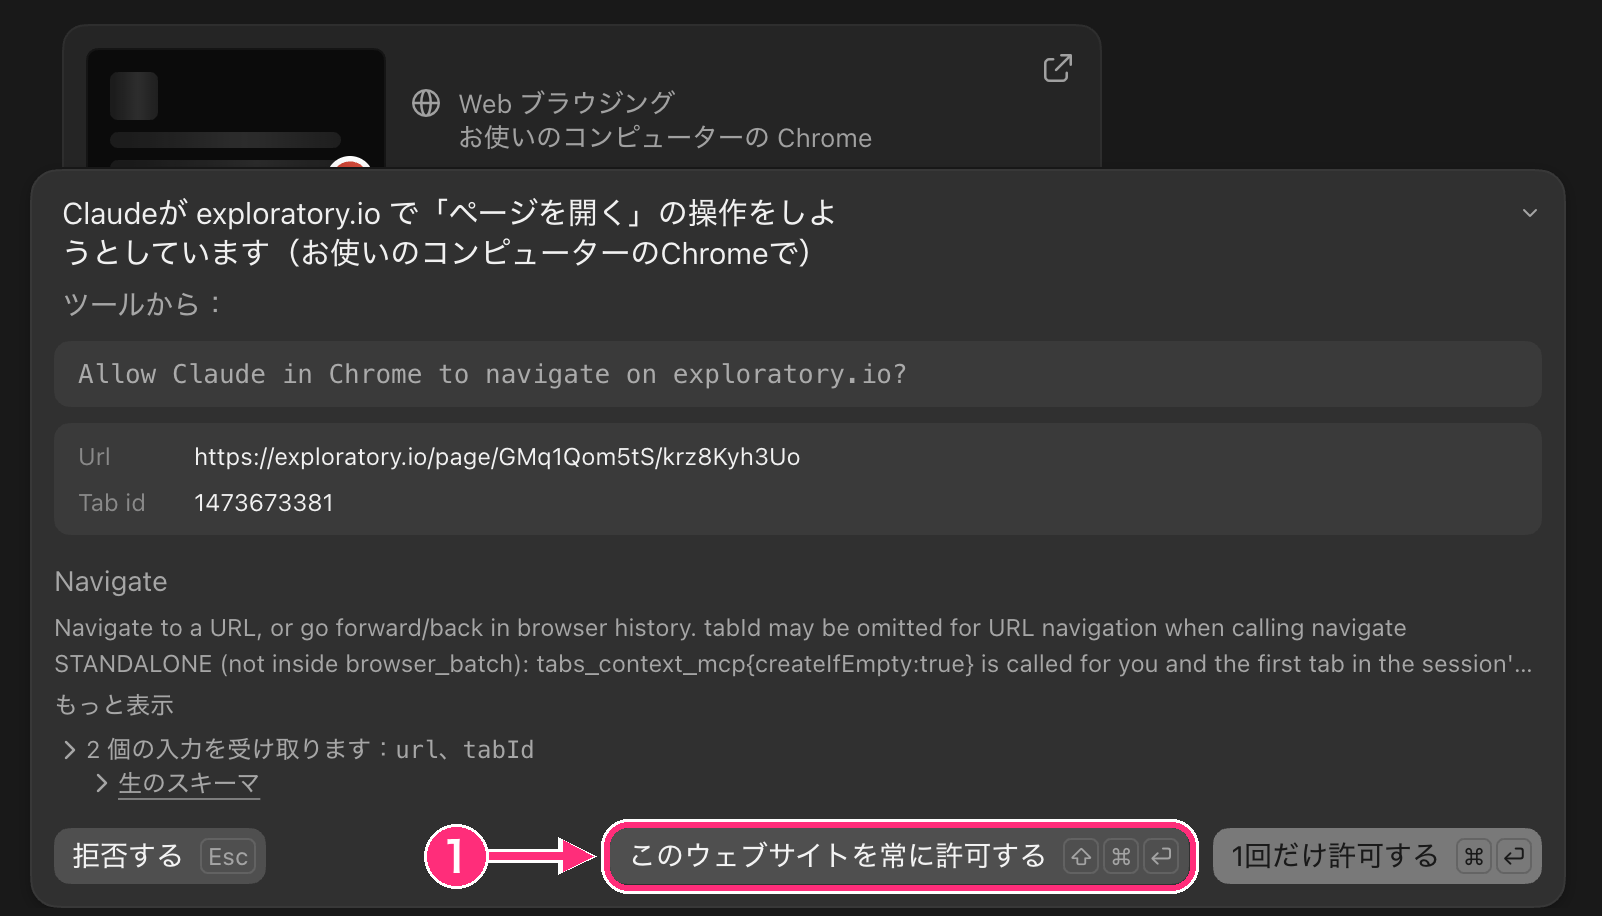 Web ブラウジング
お使いのコンピューターの Chrome
Claudeが exploratory.io で「ページを開く」の操作をしよ
うとしています（お使いのコンピューターのChromeで）
ツールから：
Allow Claude in Chrome to navigate on exploratory.io?
Url https://exploratory.io/page/GMq1Qom5tS/krz8Kyh3Uo
Tab id 1473673381
Navigate
Navigate to a URL, or go forward/back in browser history. tabId may be omitted for URL navigation when calling navigate
STANDALONE (not inside browser_batch): tabs_context_mcp{createIfEmpty:true} is called for you and the first tab in the session'...
もっと表示
2 個の入力を受け取ります：url、tabId
生のスキーマ
拒否する Esc 1 このウェブサイトを常に許可する ⇧ ⌘ ↵ 1回だけ許可する ⌘ ↵